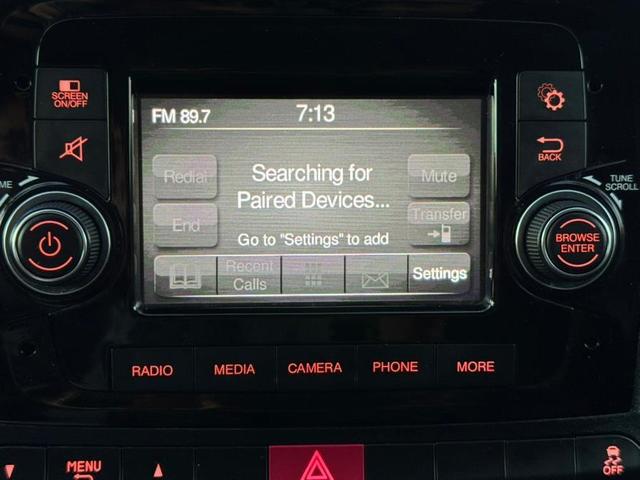 SCREEN
ON/OFF
FM 89.7
7:13
Redial
Searching for
Paired Devices...
Mute
BACK
End
Transfer
Go to "Settings" to add
Recent
Calls
Settings
TUNE
SCROLL
BROWSE
ENTER
RADIO
MEDIA
CAMERA
PHONE
MORE
MENU
OFF